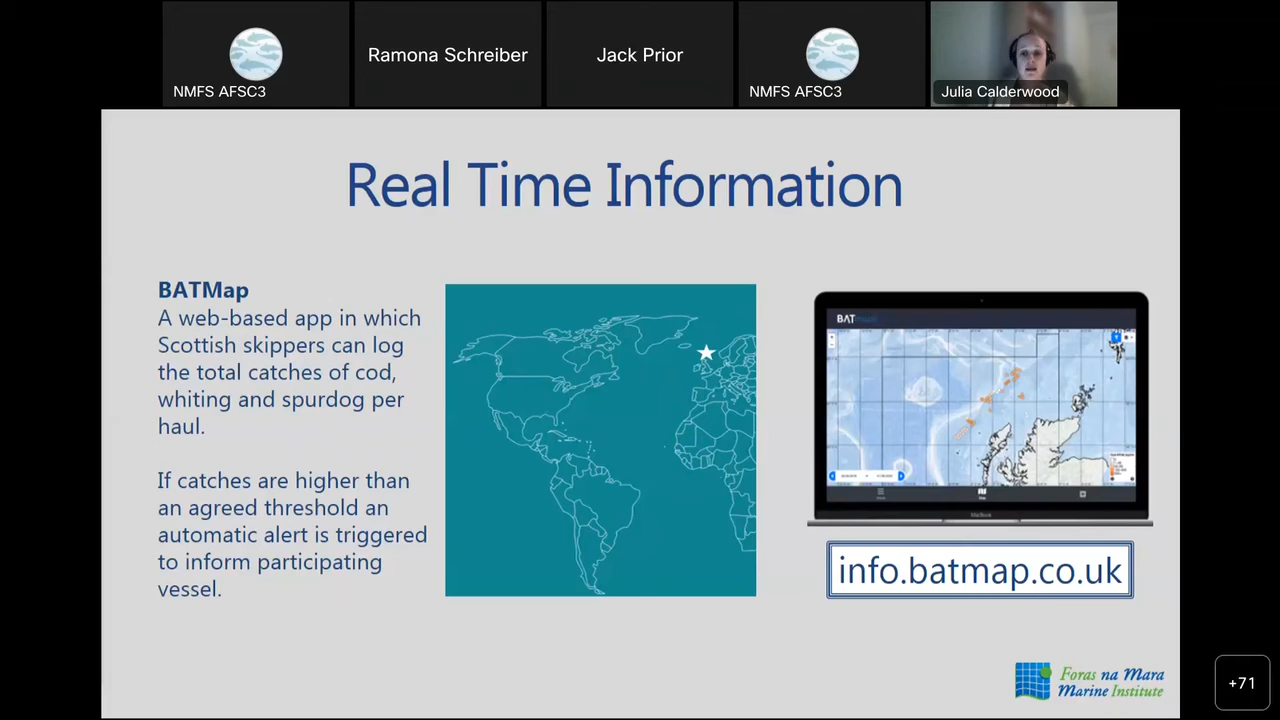 NMFS AFSC3
Ramona Schreiber
Jack Prior
NMFS AFSC3
Julia Calderwood
Real Time Information
BATMap
A web-based app in which
Scottish skippers can log
the total catches of cod,
whiting and spurdog per
haul.
If catches are higher than
an agreed threshold an
automatic alert is triggered
to inform participating
vessel.
BATmap
MacBook
info.batmap.co.uk
Foras na Mara
Marine Institute
+71